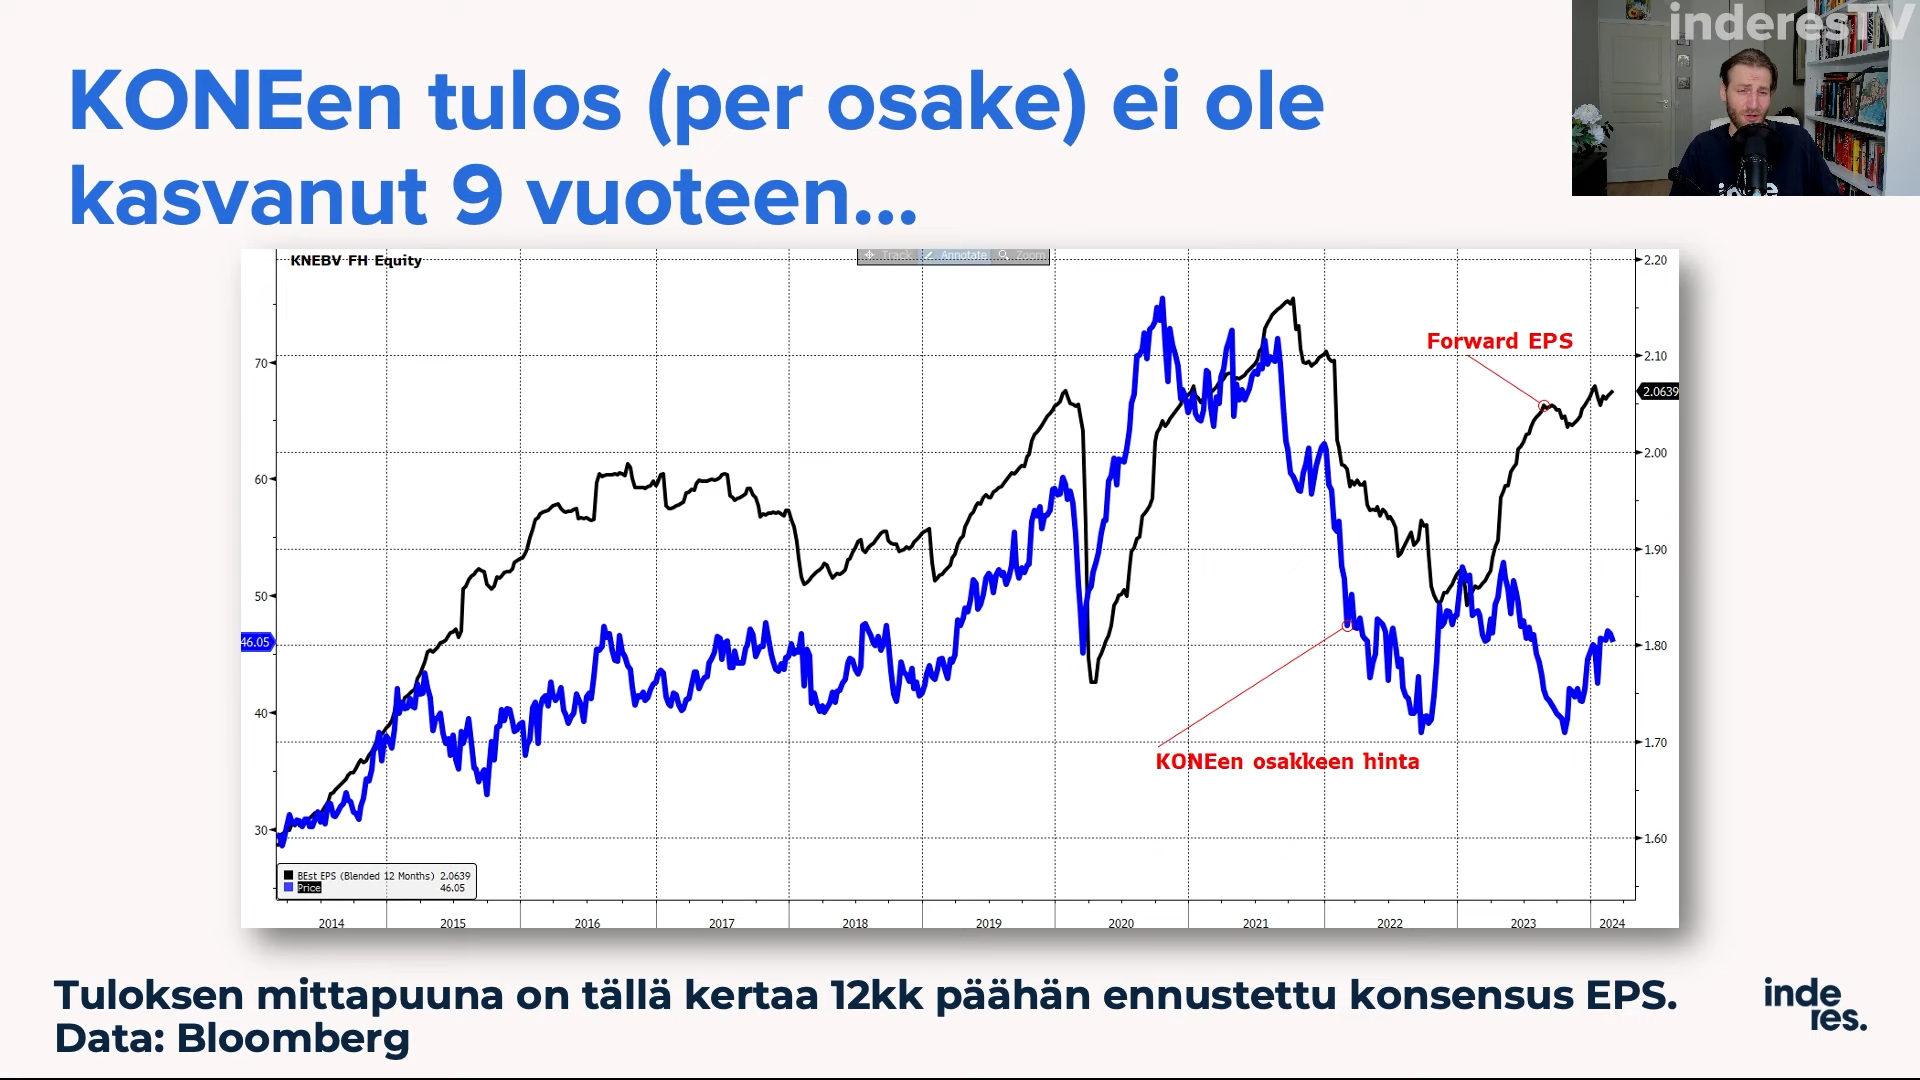 inderesTV
KONEen tulos (per osake) ei ole
kasvanut 9 vuoteen...
KNEBV FH Equity
Track
Annotate
Zoom
2.20
2.10
2.0639
2.00
1.90
1.80
1.70
1.60
70
60
50
46.05
40
30
Forward EPS
KONEen osakkeen hinta
BEst EPS (Blended 12 Months) 2.0639
Price 46.05
2014 2015 2016 2017 2018 2019 2020 2021 2022 2023 2024
Tuloksen mittapuuna on tällä kertaa 12kk päähän ennustettu konsensus EPS.
Data: Bloomberg
inde
res.